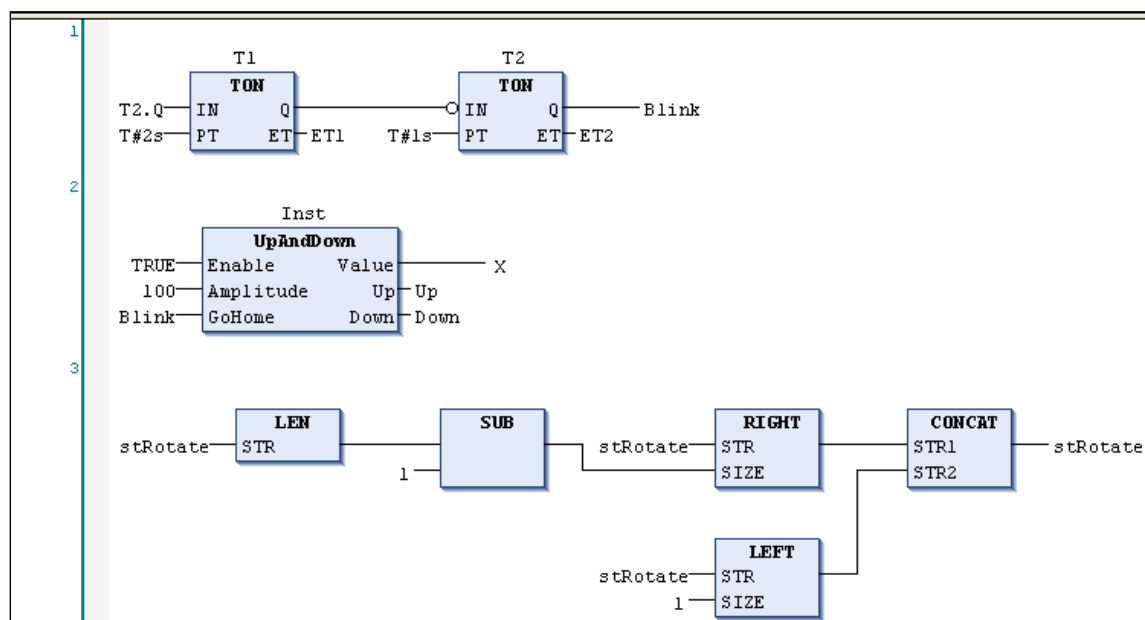 1
T1 T2
TON TON
T2.Q IN Q IN Q Blink
T#2s PT ET ET1 T#1s PT ET ET2
2
Inst
UpAndDown
TRUE Enable Value X
100 Amplitude Up Up
Blink GoHome Down Down
3
LEN SUB RIGHT CONCAT
stRotate STR stRotate STR STR1 stRotate
1 SIZE STR2
LEFT
stRotate STR
1 SIZE